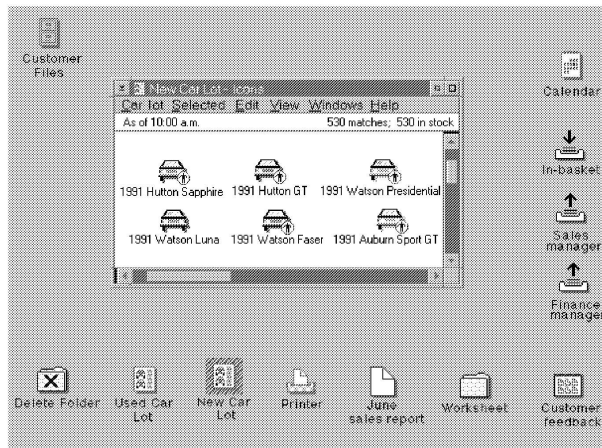 Customer
Files
New Car Lot - Icons
Car lot Selected Edit View Windows Help
As of 10:00 a.m. 530 matches; 530 in stock
1991 Hutton Sapphire 1991 Hutton GT 1991 Watson Presidential
1991 Watson Luna 1991 Watson Faser 1991 Auburn Sport GT
Calendar
In-basket
Sales
manager
Finance
manager
Delete Folder
Used Car
Lot
New Car
Lot
Printer
June
sales report
Worksheet
Customer
feedback